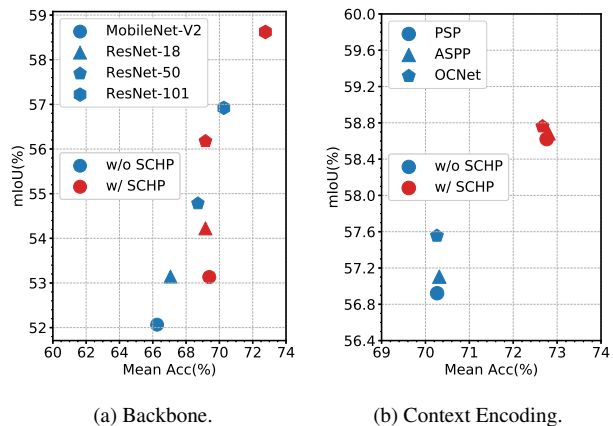 59
58
57
56
55
54
53
52
mIoU(%)
MobileNet-V2
ResNet-18
ResNet-50
ResNet-101
w/o SCHP
w/ SCHP
60 62 64 66 68 70 72 74
Mean Acc(%)
(a) Backbone.
60.0
59.6
59.2
58.8
58.4
58.0
57.6
57.2
56.8
56.4
mIoU(%)
PSP
ASPP
OCNet
w/o SCHP
w/ SCHP
69 70 71 72 73 74
Mean Acc(%)
(b) Context Encoding.